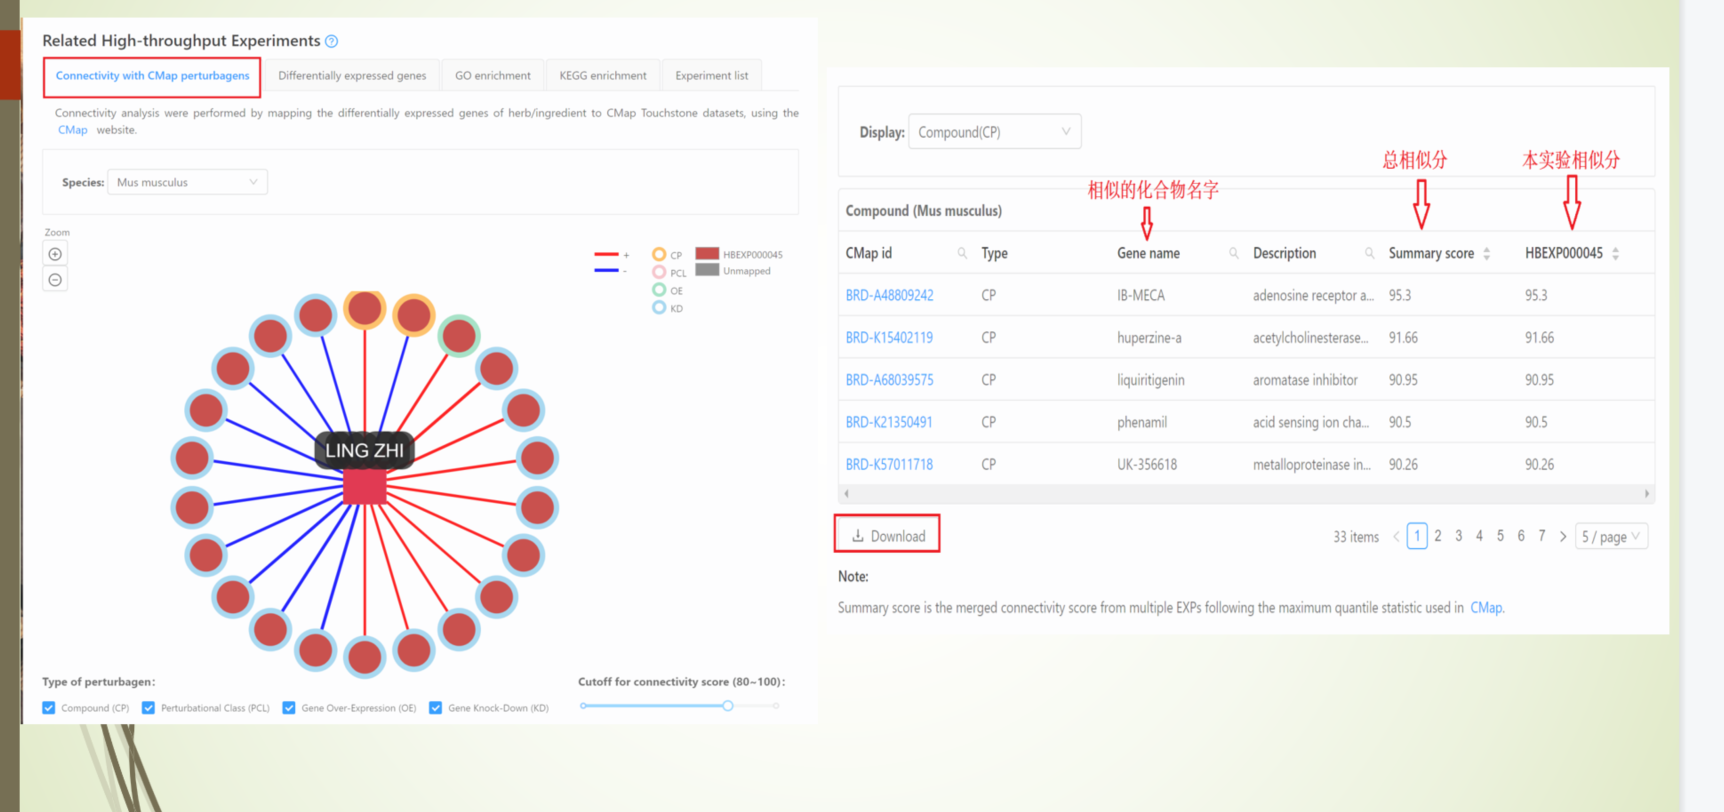 Related High-throughput Experiments
Connectivity with CMap perturbagens
Differentially expressed genes
GO enrichment
KEGG enrichment
Experiment list
Connectivity analysis were performed by mapping the differentially expressed genes of herb/ingredient to CMap Touchstone datasets, using the
CMap website.
Species: Mus musculus
Zoom
+
-
CP
PCL
OE
KD
HBEXP000045
Unmapped
LING ZHI
Type of perturbagen:
Compound (CP)
Perturbational Class (PCL)
Gene Over-Expression (OE)
Gene Knock-Down (KD)
Cutoff for connectivity score (80~100):
Display: Compound(CP)
总相似分
本实验相似分
相似的化合物名字
Compound (Mus musculus)
CMap id Type Gene name Description Summary score HBEXP000045
BRD-A48809242 CP IB-MECA adenosine receptor a... 95.3 95.3
BRD-K15402119 CP huperzine-a acetylcholinesterase... 91.66 91.66
BRD-A68039575 CP liquiritigenin aromatase inhibitor 90.95 90.95
BRD-K21350491 CP phenamil acid sensing ion cha... 90.5 90.5
BRD-K57011718 CP UK-356618 metalloproteinase in... 90.26 90.26
Download
33 items < 1 2 3 4 5 6 7 > 5 / page
Note:
Summary score is the merged connectivity score from multiple EXPs following the maximum quantile statistic used in CMap.